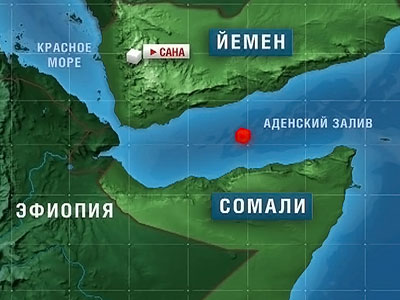 КРАСНОЕ
МОРЕ
САНА
ЙЕМЕН
АДЕНСКИЙ ЗАЛИВ
ЭФИОПИЯ
СОМАЛИ